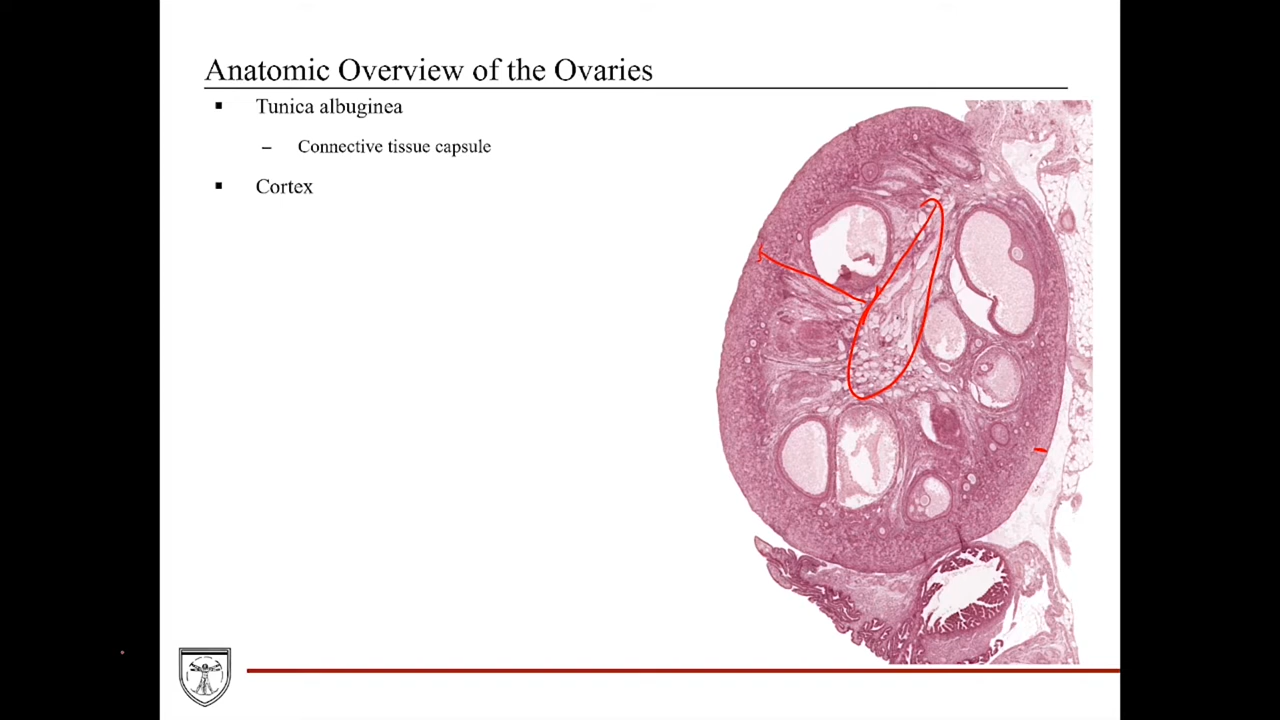 Anatomic Overview of the Ovaries
Tunica albuginea
– Connective tissue capsule
Cortex